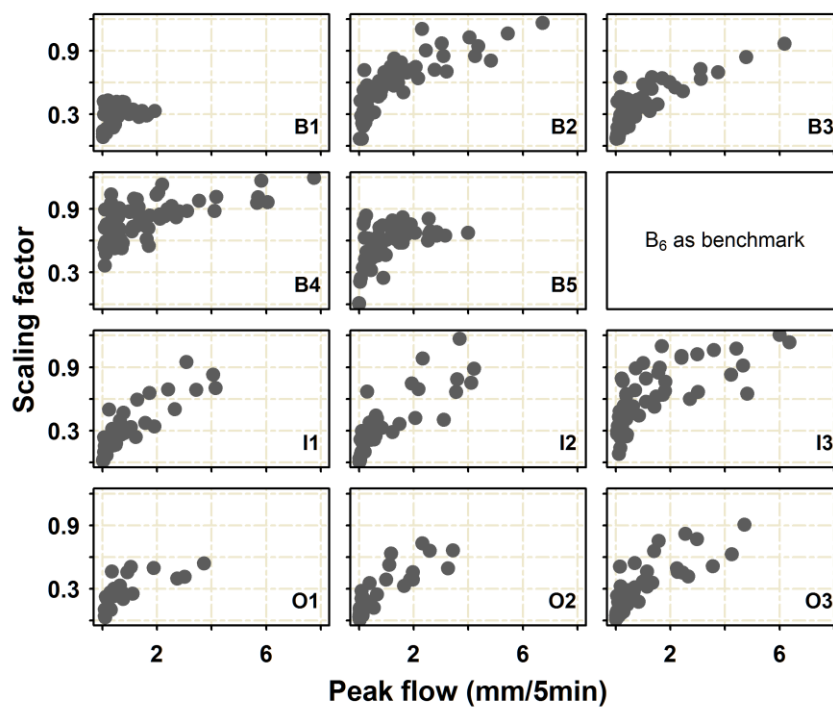 0.9
0.3
B1
B2
B3
0.9
0.3
B4
B5
B6 as benchmark
0.9
0.3
I1
I2
I3
0.9
0.3
O1
O2
O3
2 6 2 6 2 6
Peak flow (mm/5min)
Scaling factor